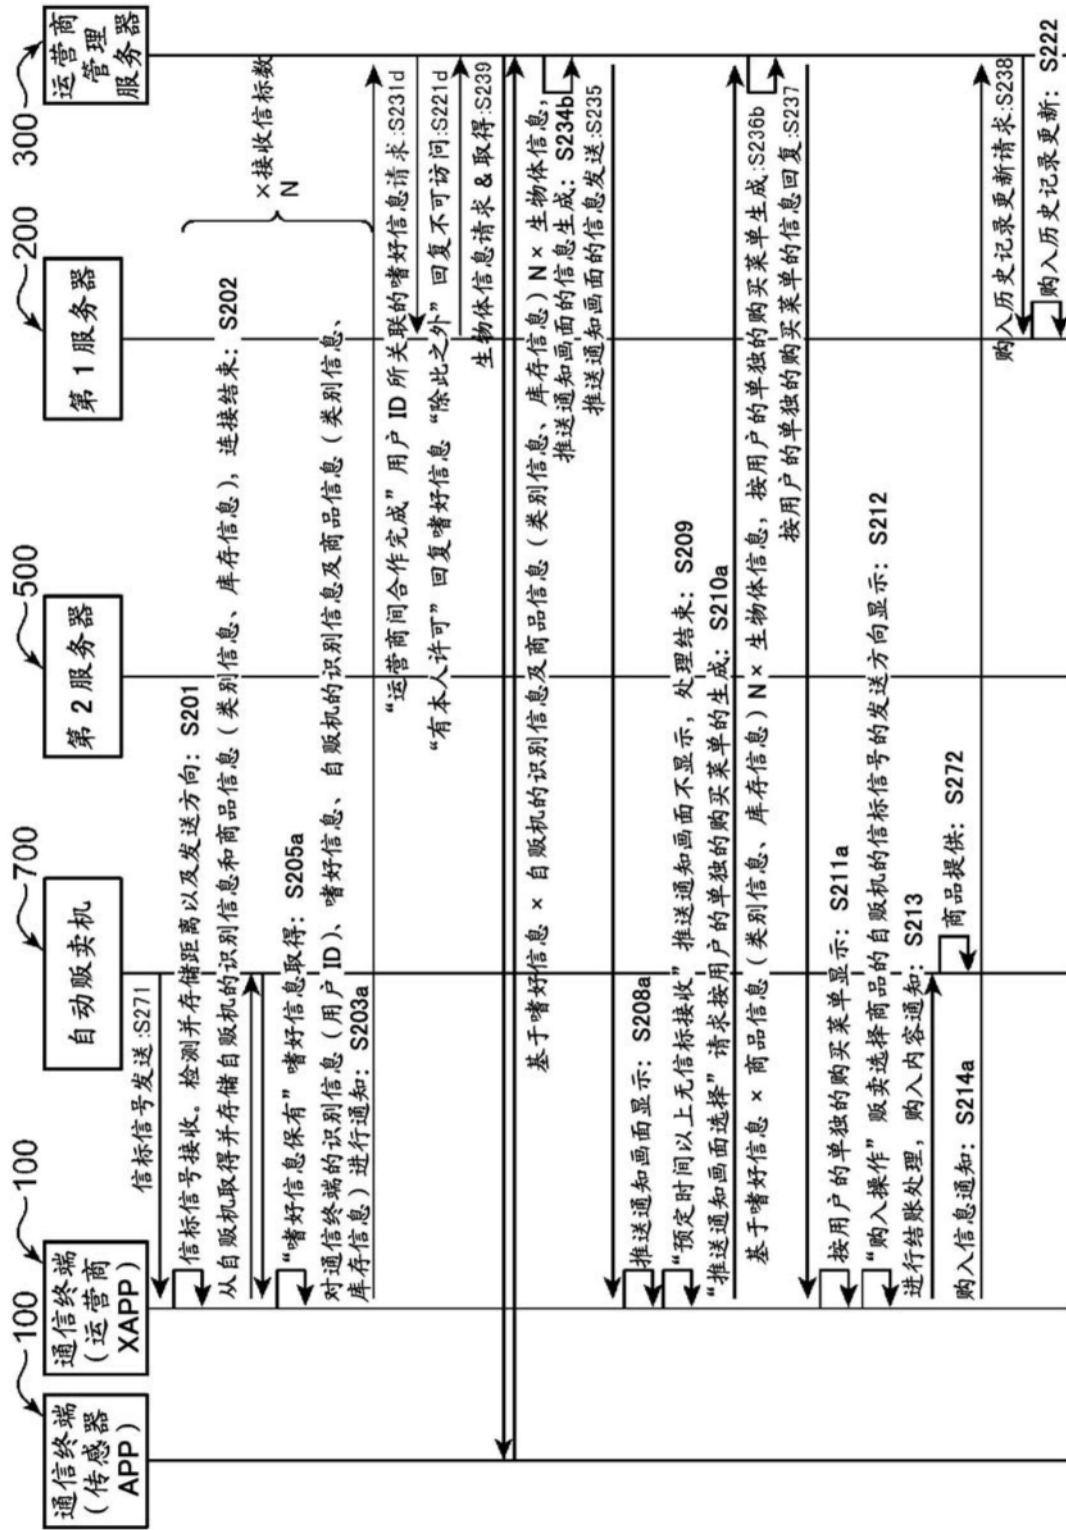 100
通信终端
（传感器
APP）
100
通信终端
（运营商
XAPP）
700
自动贩卖机
500
第 2 服务器
200
第 1 服务器
300
运营商
管理
服务器
信标信号发送:S271
信标信号接收。检测并存储距离以及发送方向：S201
从自贩机取得并存储自贩机的识别信息和商品信息（类别信息、库存信息），连接结束：S202
“嗜好信息保有”嗜好信息取得：S205a
对通信终端的识别信息（用户 ID）、嗜好信息、自贩机的识别信息及商品信息（类别信息、
库存信息）进行通知：S203a
×接收信标数
N
“运营商间合作完成”用户 ID 所关联的嗜好信息请求:S231d
“有本人许可”回复嗜好信息“除此之外”回复不可访问:S221d
生物体信息请求 & 取得:S239
基于嗜好信息 × 自贩机的识别信息及商品信息（类别信息、库存信息）N × 生物体信息，
推送通知画面的信息生成：S234b
推送通知画面的信息发送:S235
推送通知画面显示：S208a
“预定时间以上无信标接收”推送通知画面不显示，处理结束：S209
“推送通知画面选择”请求按用户的单独的购买菜单的生成：S210a
基于嗜好信息 × 商品信息（类别信息、库存信息）N × 生物体信息，按用户的单独的购买菜单生成:S236b
按用户的单独的购买菜单的信息回复:S237
按用户的单独的购买菜单显示：S211a
“购入操作”贩卖选择商品的自贩机的信标信号的发送方向显示：S212
进行结账处理，购入内容通知：S213
商品提供：S272
购入信息通知：S214a
购入历史记录更新请求:S238
购入历史记录更新：S222